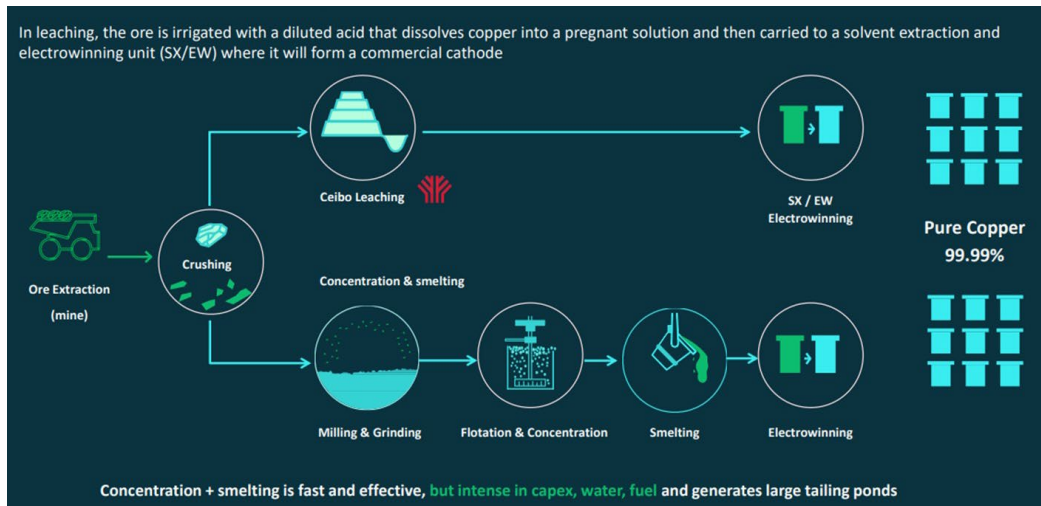 In leaching, the ore is irrigated with a diluted acid that dissolves copper into a pregnant solution and then carried to a solvent extraction and
electrowinning unit (SX/EW) where it will form a commercial cathode
Ceibo Leaching
SX / EW
Electrowinning
Pure Copper
99.99%
Crushing
Ore Extraction
(mine)
Concentration & smelting
Milling & Grinding
Flotation & Concentration
Smelting
Electrowinning
Concentration + smelting is fast and effective, but intense in capex, water, fuel and generates large tailing ponds